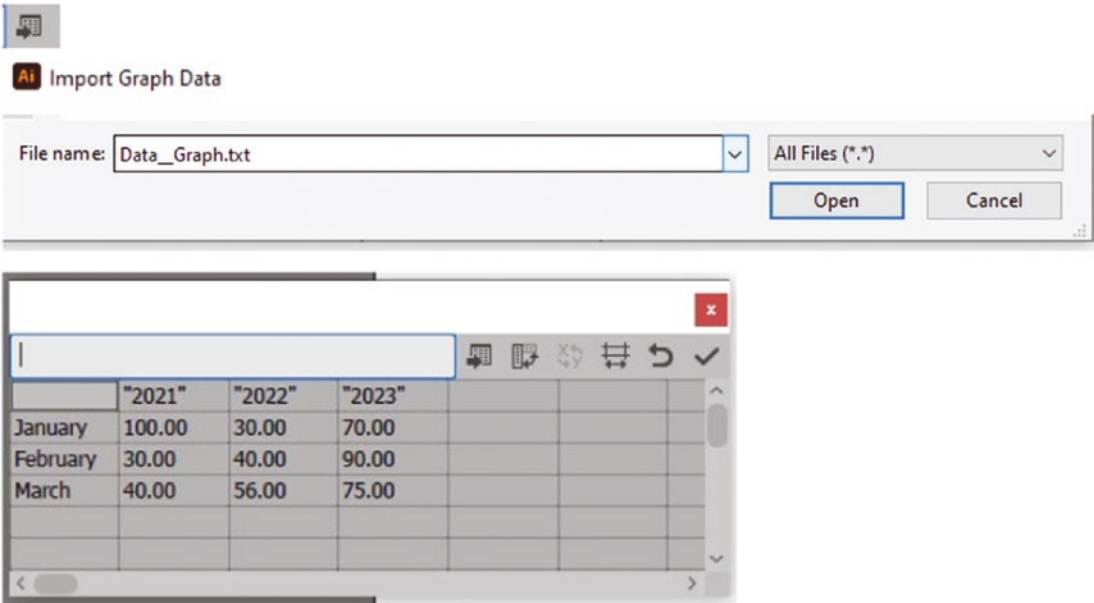 Ai Import Graph Data
File name: Data__Graph.txt All Files (*.*)
Open Cancel
"2021" "2022" "2023"
January 100.00 30.00 70.00
February 30.00 40.00 90.00
March 40.00 56.00 75.00